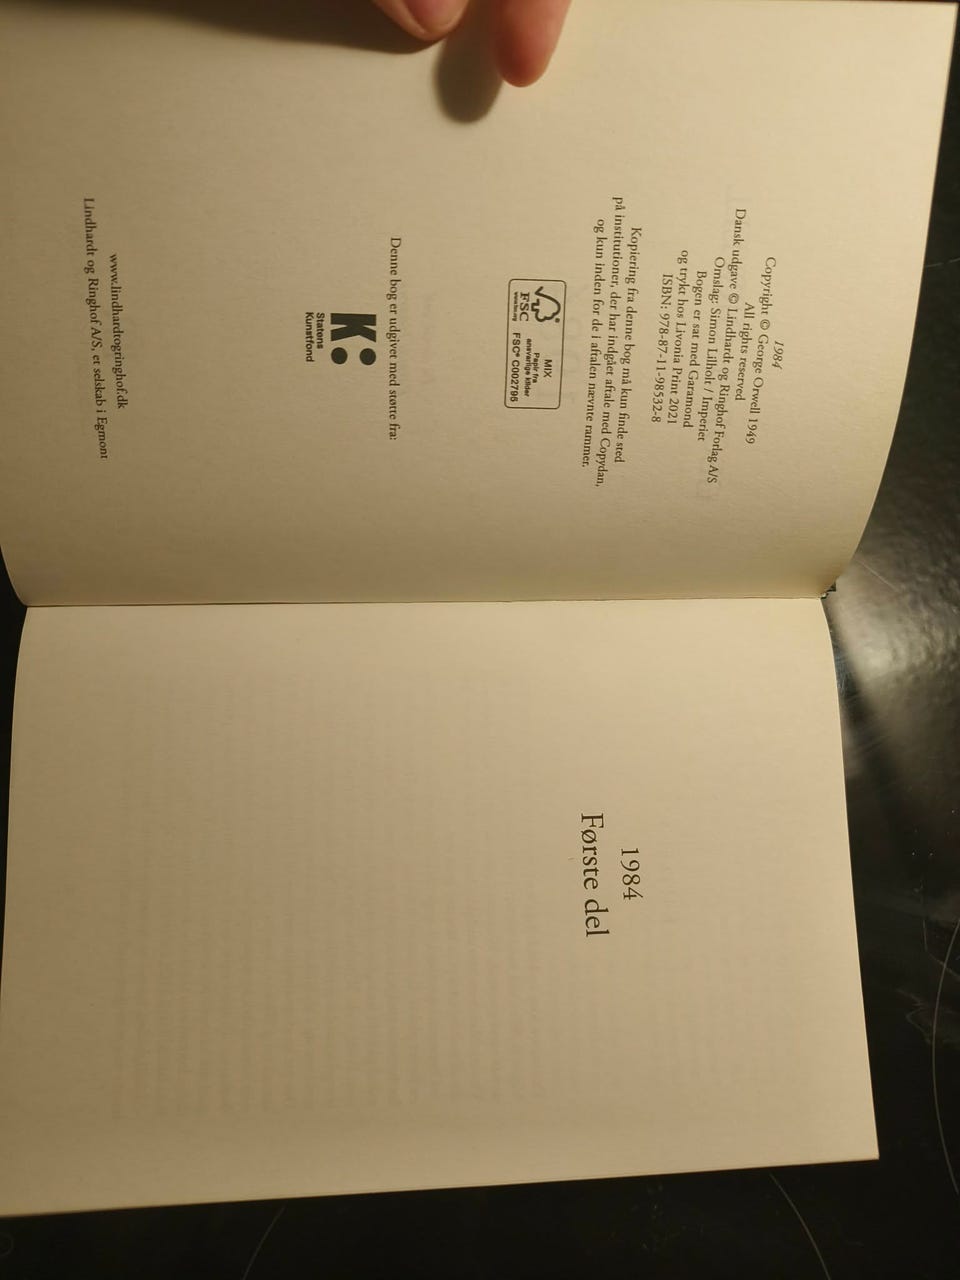 1984
Copyright © George Orwell 1949
All rights reserved
Dansk udgave © Lindhardt og Ringhof Forlag A/S
Omslag: Simon Lilholt / Imperiet
Bogen er sat med Garamond
og trykt hos Livonia Print 2021
ISBN: 978-87-11-98532-8
Kopiering fra denne bog må kun finde sted
på institutioner, der har indgået aftale med Copydan,
og kun inden for de i aftalen nævnte rammer.
FSC
www.fsc.org
MIX
Papir fra
ansvarlige kilder
FSC® C002795
Denne bog er udgivet med støtte fra:
K:
Statens
Kunstfond
www.lindhardtogringhof.dk
Lindhardt og Ringhof A/S, et selskab i Egmont
1984
Første del